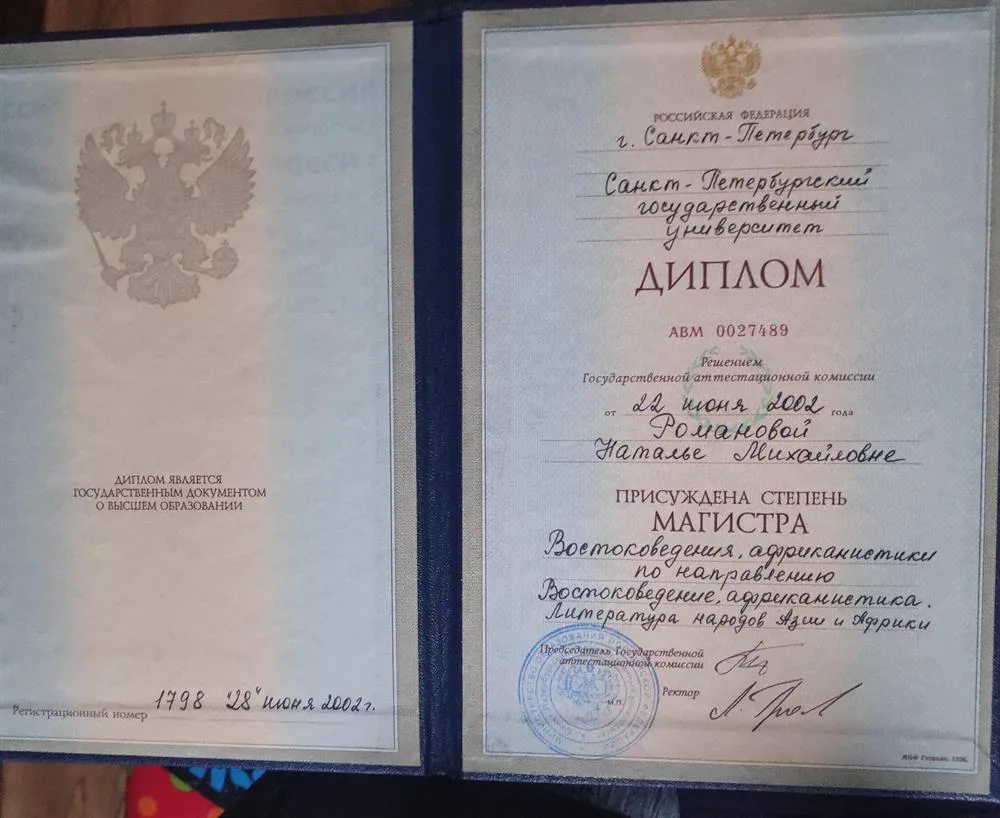 ДИПЛОМ ЯВЛЯЕТСЯ
ГОСУДАРСТВЕННЫМ ДОКУМЕНТОМ
О ВЫСШЕМ ОБРАЗОВАНИИ
Регистрационный номер 1798 "28" июня 2002 г.
РОССИЙСКАЯ ФЕДЕРАЦИЯ
г. Санкт-Петербург
Санкт-Петербургский
государственный
университет
ДИПЛОМ
АВМ 0027489
Решением
Государственной аттестационной комиссии
от 22 июня 2002 года
Романовой
Наталье Михайловне
ПРИСУЖДЕНА СТЕПЕНЬ
МАГИСТРА
Востоковедения, африканистики
по направлению
Востоковедение, африканистика.
Литература народов Азии и Африки
Председатель Государственной
аттестационной комиссии
Ректор
М.П.